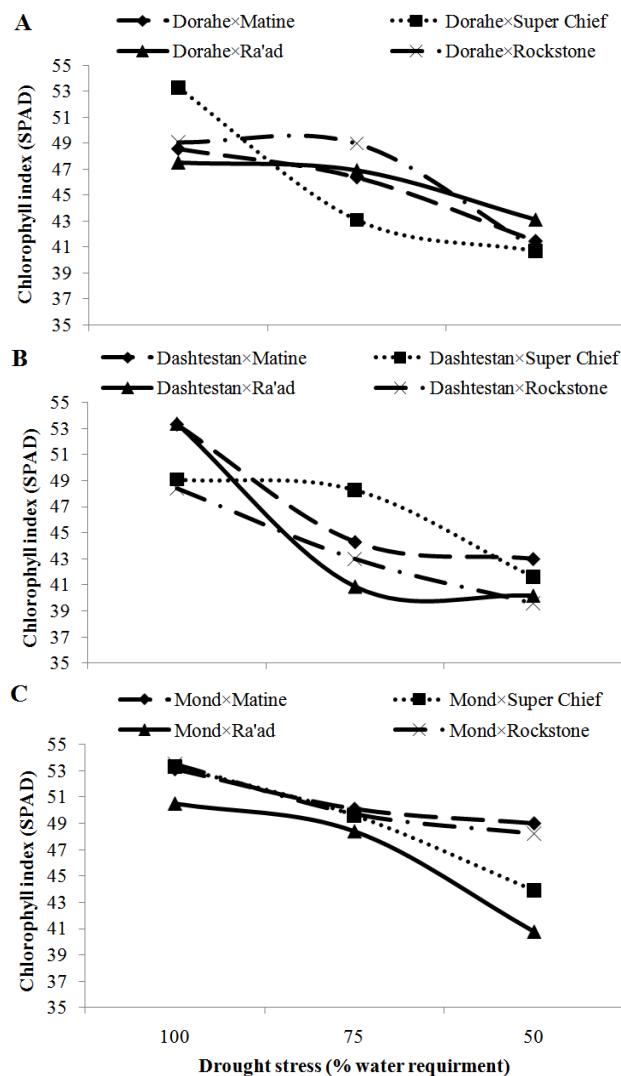 A
Dorahe×Matine Dorahe×Super Chief
Dorahe×Ra'ad Dorahe×Rockstone
55
53
51
49
47
45
43
41
39
37
35
Chlorophyll index (SPAD)
B
Dashtestan×Matine Dashtestan×Super Chief
Dashtestan×Ra'ad Dashtestan×Rockstone
55
53
51
49
47
45
43
41
39
37
35
Chlorophyll index (SPAD)
C
Mond×Matine Mond×Super Chief
Mond×Ra'ad Mond×Rockstone
55
53
51
49
47
45
43
41
39
37
35
Chlorophyll index (SPAD)
100 75 50
Drought stress (% water requirment)